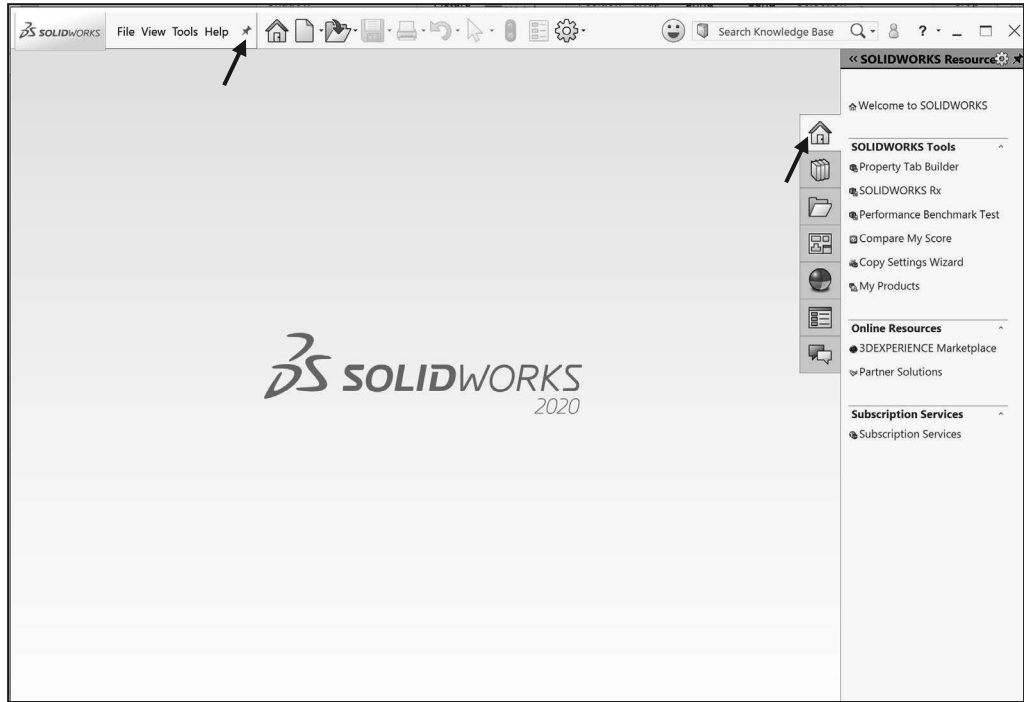 SOLIDWORKS File View Tools Help Search Knowledge Base ?
« SOLIDWORKS Resource
Welcome to SOLIDWORKS
SOLIDWORKS Tools
Property Tab Builder
SOLIDWORKS Rx
Performance Benchmark Test
Compare My Score
Copy Settings Wizard
My Products
Online Resources
3DEXPERIENCE Marketplace
Partner Solutions
Subscription Services
Subscription Services
SOLIDWORKS
2020